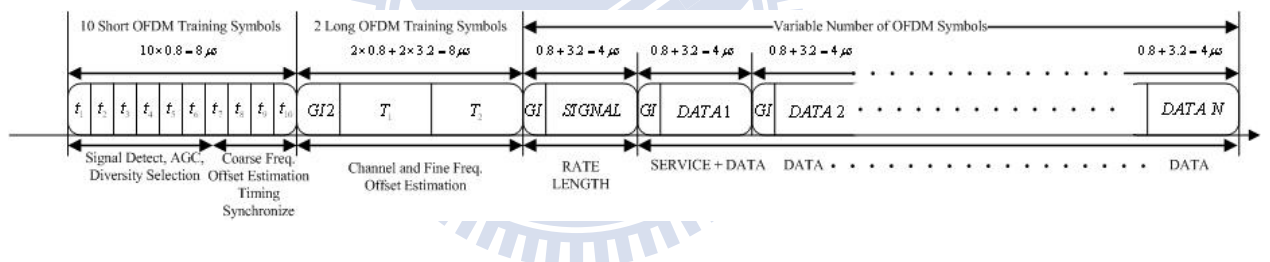 10 Short OFDM Training Symbols
2 Long OFDM Training Symbols
Variable Number of OFDM Symbols
10×0.8 – 8 μs
2×0.8 + 2×3.2 – 8 μs
0.8 + 3.2 – 4 μs
0.8 + 3.2 – 4 μs
0.8 + 3.2 – 4 μs
0.8 + 3.2 – 4 μs
t1 t2 t3 t4 t5 t6 t7 t8 t9 t10
GI2 T1 T2
GI SIGNAL
GI DATA 1
GI DATA 2
DATA N
Signal Detect, AGC,
Diversity Selection
Coarse Freq.
Offset Estimation
Timing
Synchronize
Channel and Fine Freq.
Offset Estimation
RATE
LENGTH
SERVICE + DATA
DATA
DATA